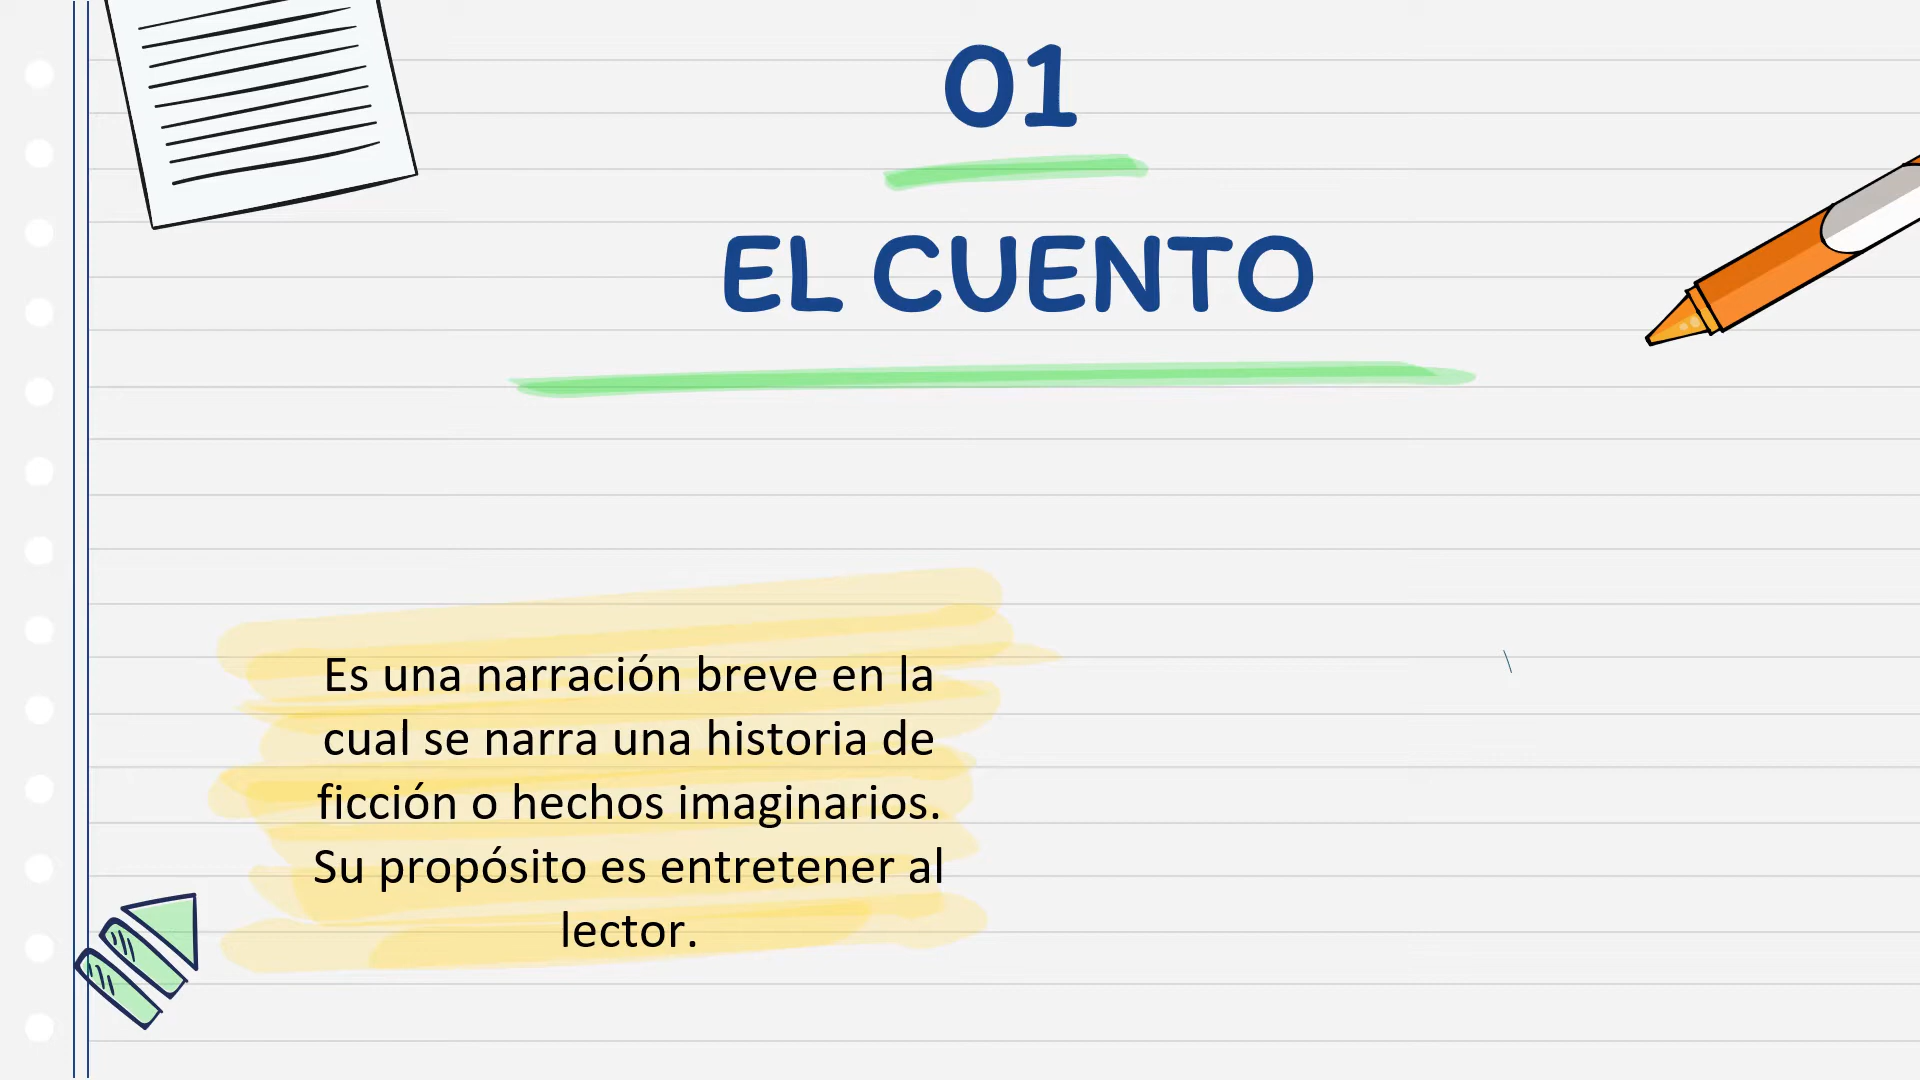 01
EL CUENTO
Es una narración breve en la
cual se narra una historia de
ficción o hechos imaginarios.
Su propósito es entretener al
lector.